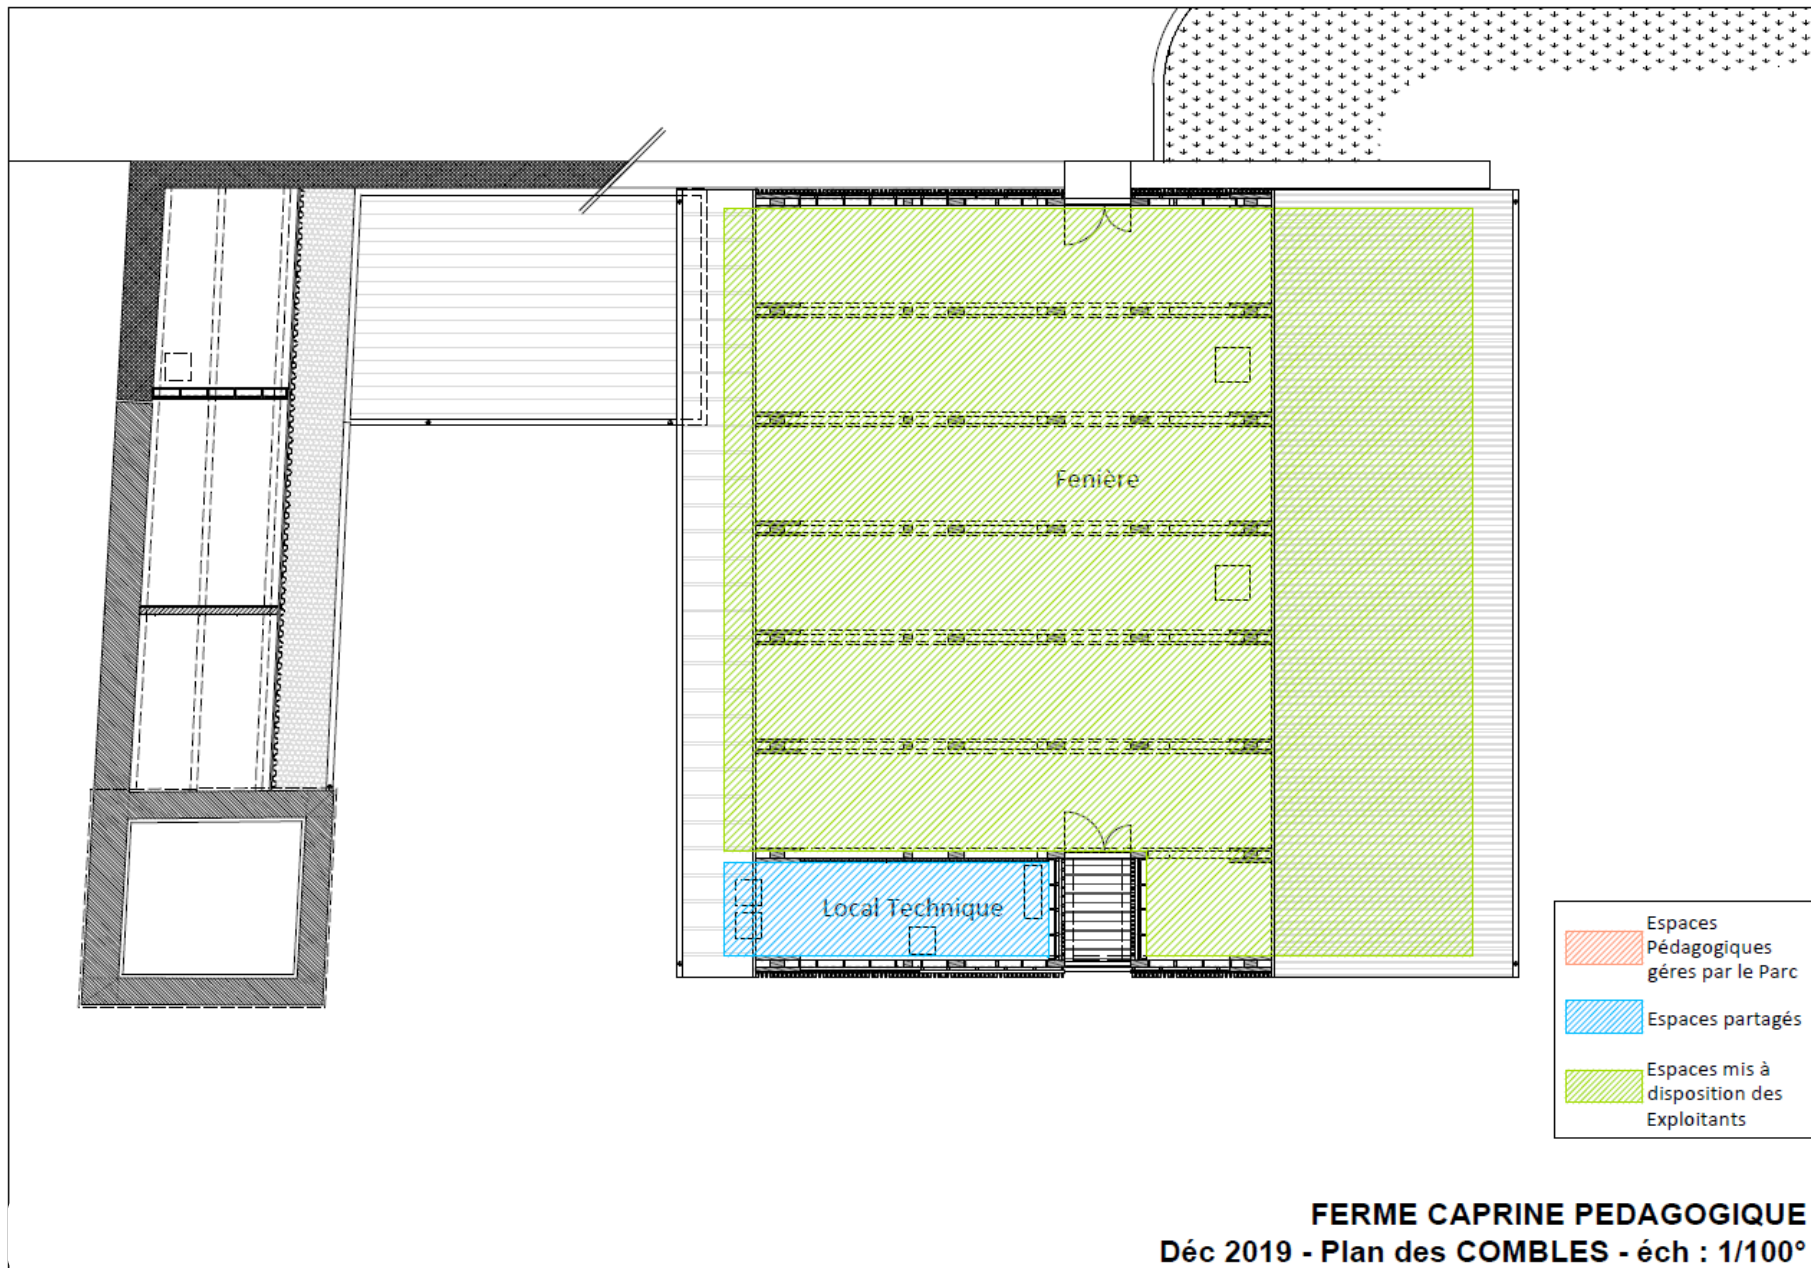 Fenière
Local Technique
Espaces
Pédagogiques
géres par le Parc
Espaces partagés
Espaces mis à
disposition des
Exploitants
FERME CAPRINE PEDAGOGIQUE
Déc 2019 - Plan des COMBLES - éch : 1/100°